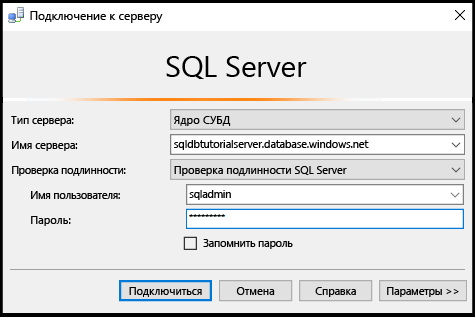 Подключение к серверу
SQL Server
Тип сервера: Ядро СУБД
Имя сервера: sqldbtutorialserver.database.windows.net
Проверка подлинности: Проверка подлинности SQL Server
Имя пользователя: sqladmin
Пароль: *********
Запомнить пароль
Подключиться Отмена Справка Параметры >>